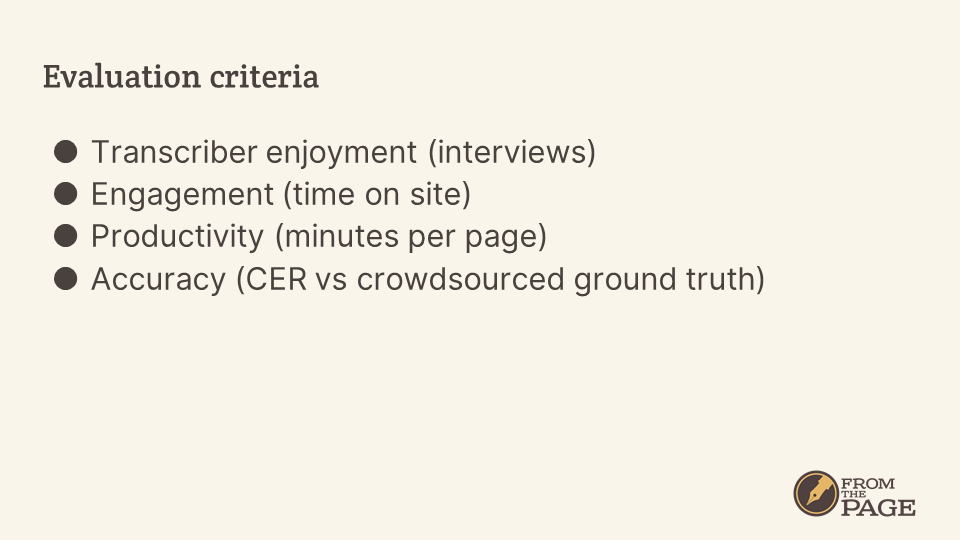 Evaluation criteria
● Transcriber enjoyment (interviews)
● Engagement (time on site)
● Productivity (minutes per page)
● Accuracy (CER vs crowdsourced ground truth)
FROM
THE
PAGE